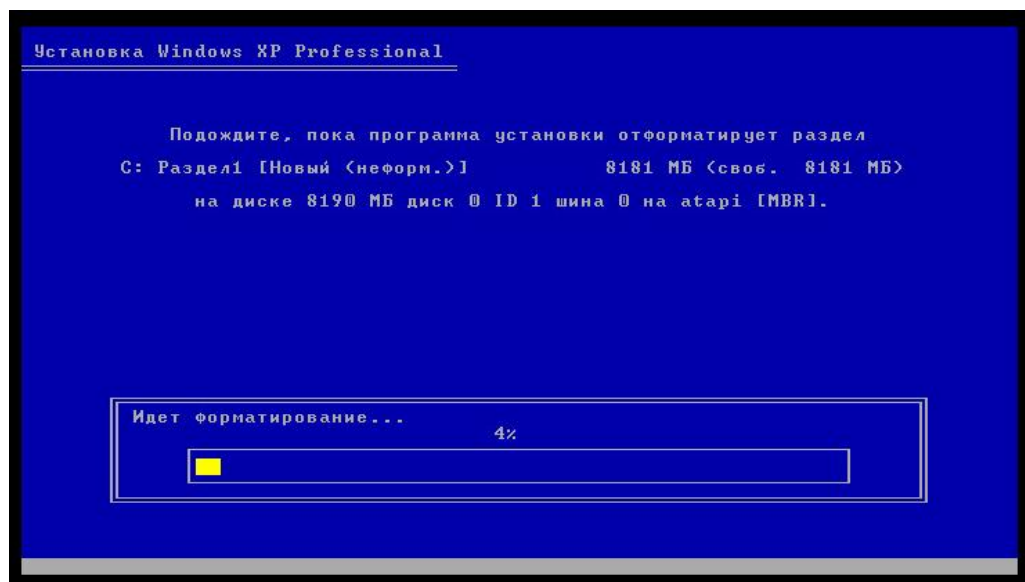 Установка Windows XP Professional
Подождите, пока программа установки отформатирует раздел
C: Раздел1 [Новый (неформ.)] 8181 МБ (своб. 8181 МБ)
на диске 8190 МБ диск 0 ID 1 шина 0 на atapi [MBR].
Идет форматирование...
4%